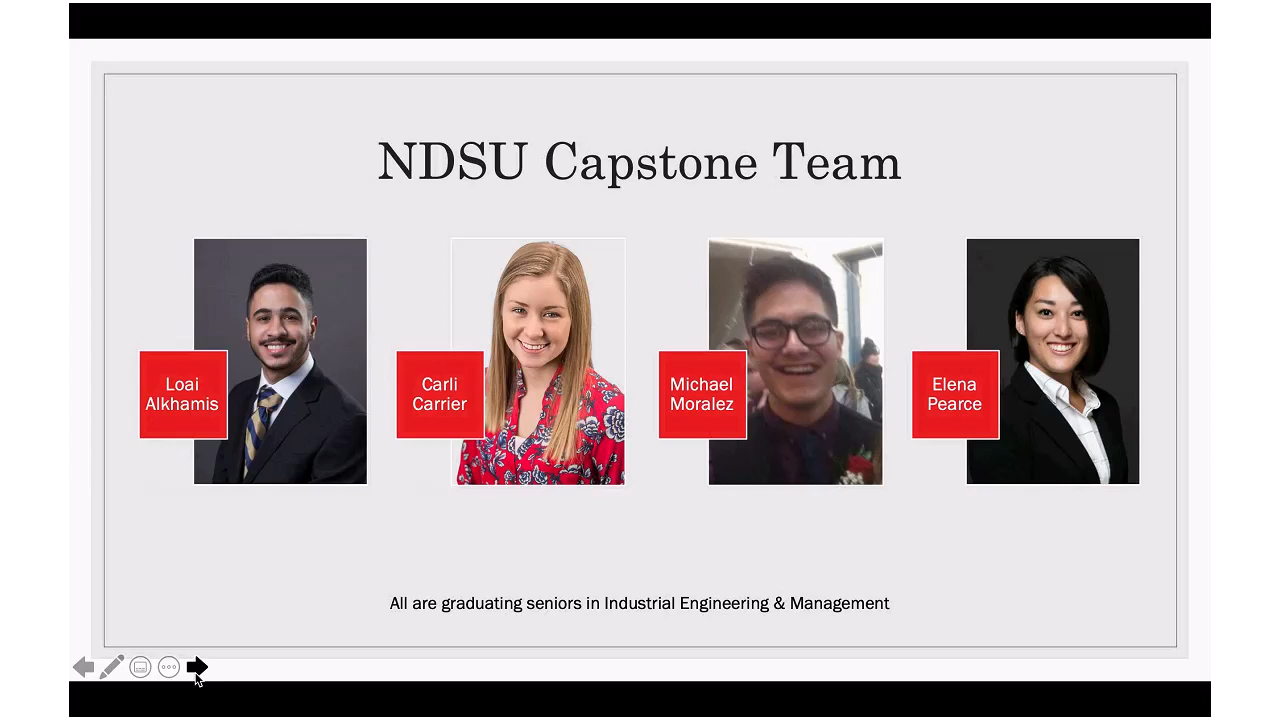 NDSU Capstone Team
Loai
Alkhamis
Carli
Carrier
Michael
Moralez
Elena
Pearce
All are graduating seniors in Industrial Engineering & Management